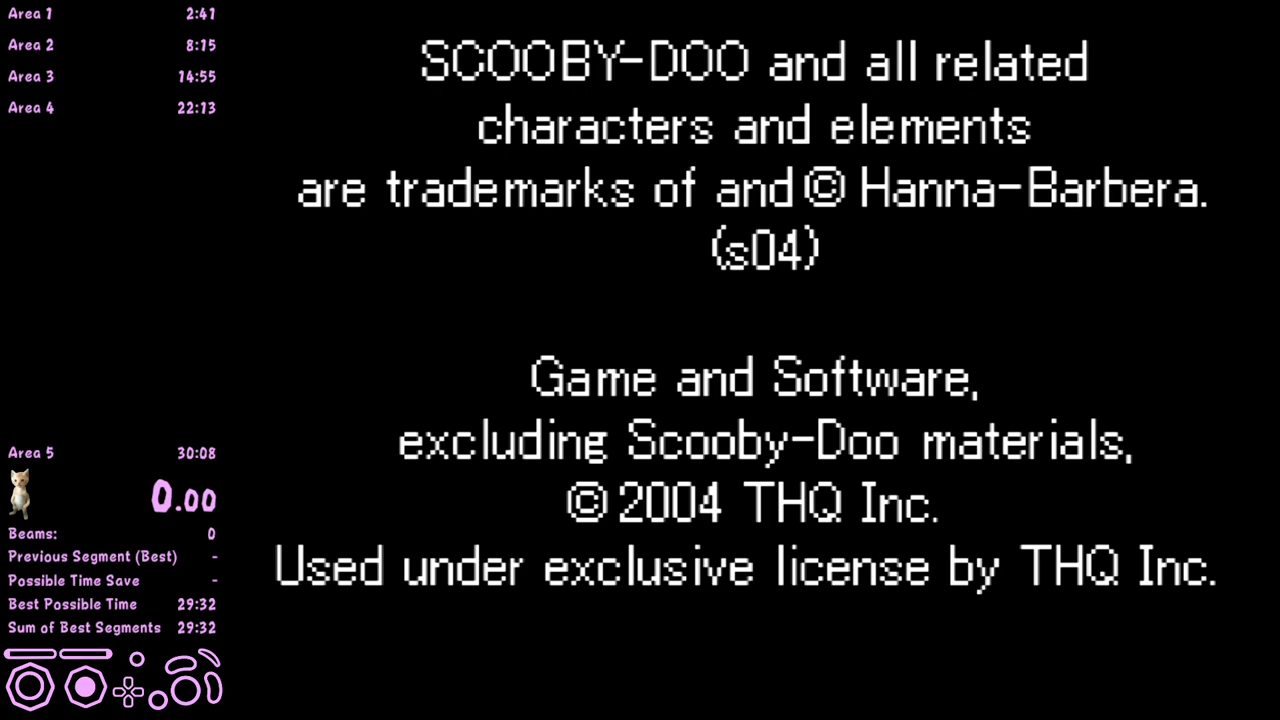 Area 1 2:41
Area 2 8:15
Area 3 14:55
Area 4 22:13
Area 5 30:08
0.00
Beams: 0
Previous Segment (Best) -
Possible Time Save -
Best Possible Time 29:32
Sum of Best Segments 29:32
SCOOBY-DOO and all related
characters and elements
are trademarks of and © Hanna-Barbera.
(s04)
Game and Software,
excluding Scooby-Doo materials,
© 2004 THQ Inc.
Used under exclusive license by THQ Inc.